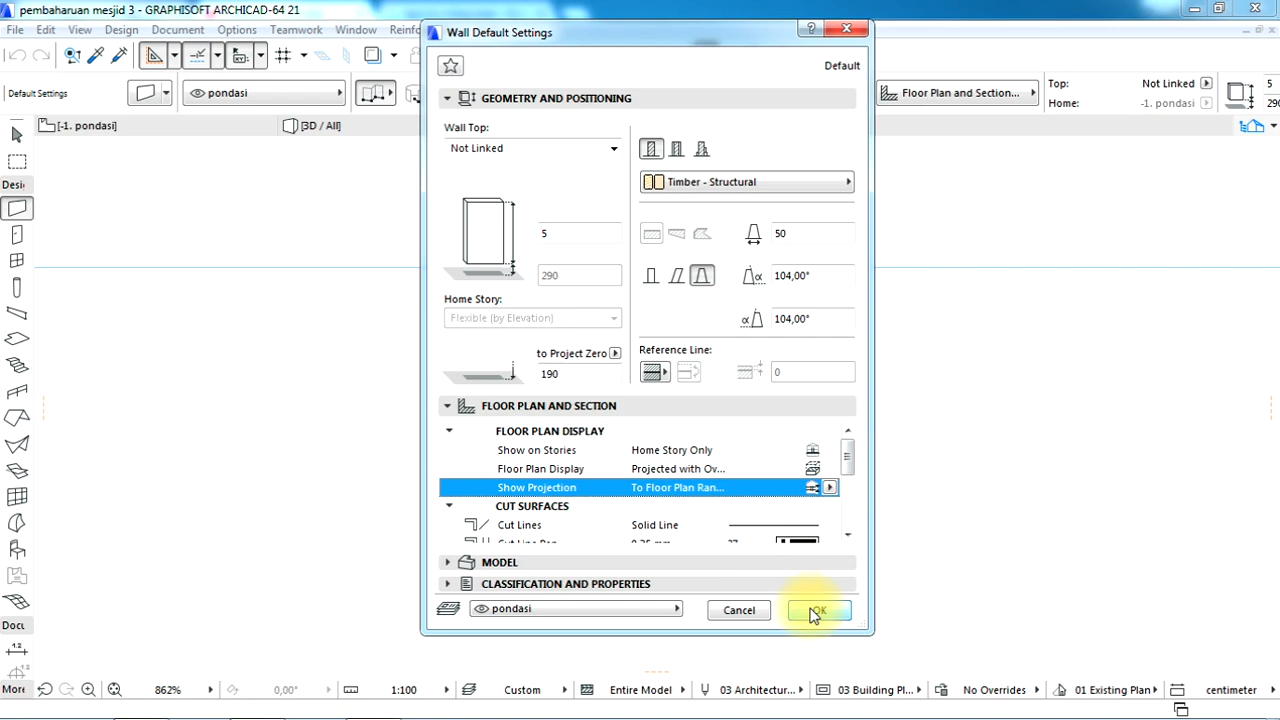 pembaharuan mesjid 3 - GRAPHISOFT ARCHICAD-64 21
File Edit View Design Document Options Teamwork Window Reinfo
Wall Default Settings
Default
Default Settings
pondasi
Floor Plan and Section...
Top: Not Linked 5
Home: -1. pondasi 290
[-1. pondasi]
[3D / All]
GEOMETRY AND POSITIONING
Wall Top:
Not Linked
Timber - Structural
Desi
5
50
290
104,00°
Home Story:
Flexible (by Elevation)
104,00°
to Project Zero
Reference Line:
190
0
FLOOR PLAN AND SECTION
FLOOR PLAN DISPLAY
Show on Stories Home Story Only
Floor Plan Display Projected with Ov...
Show Projection To Floor Plan Ran...
CUT SURFACES
Cut Lines Solid Line
MODEL
CLASSIFICATION AND PROPERTIES
pondasi
Cancel
OK
Docu
1.2
More
862% 0,00° 1:100 Custom Entire Model 03 Architectur... 03 Building Pl... No Overrides 01 Existing Plan centimeter